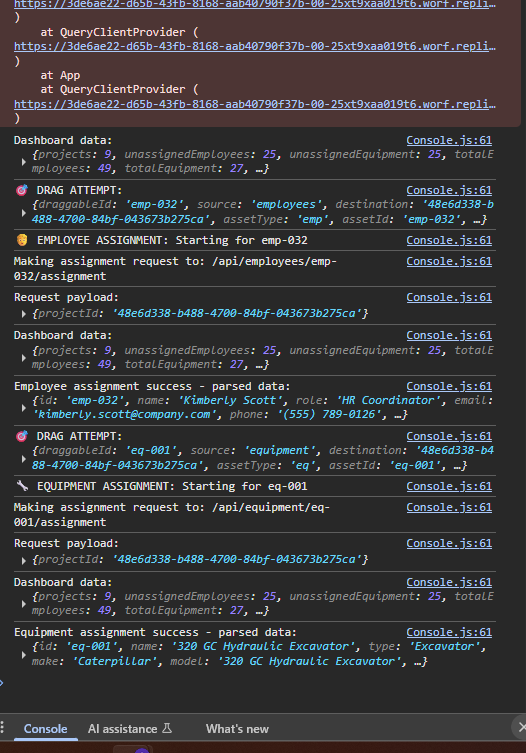 https://3de6ae22-d65b-43fb-8168-aab40790f37b-00-25xt9xaa019t6.worf.repli…
)
at QueryClientProvider (
https://3de6ae22-d65b-43fb-8168-aab40790f37b-00-25xt9xaa019t6.worf.repli…
)
at App
at QueryClientProvider (
https://3de6ae22-d65b-43fb-8168-aab40790f37b-00-25xt9xaa019t6.worf.repli…
)
Dashboard data: Console.js:61
{projects: 9, unassignedEmployees: 25, unassignedEquipment: 25, totalE
mployees: 49, totalEquipment: 27, …}
🎯 DRAG ATTEMPT: Console.js:61
{draggableId: 'emp-032', source: 'employees', destination: '48e6d338-b
488-4700-84bf-043673b275ca', assetType: 'emp', assetId: 'emp-032', …}
EMPLOYEE ASSIGNMENT: Starting for emp-032 Console.js:61
Making assignment request to: /api/employees/emp- Console.js:61
032/assignment
Request payload: Console.js:61
{projectId: '48e6d338-b488-4700-84bf-043673b275ca'}
Dashboard data: Console.js:61
{projects: 9, unassignedEmployees: 25, unassignedEquipment: 25, totalE
mployees: 49, totalEquipment: 27, …}
Employee assignment success - parsed data: Console.js:61
{id: 'emp-032', name: 'Kimberly Scott', role: 'HR Coordinator', email:
'kimberly.scott@company.com', phone: '(555) 789-0126', …}
🎯 DRAG ATTEMPT: Console.js:61
{draggableId: 'eq-001', source: 'equipment', destination: '48e6d338-b4
88-4700-84bf-043673b275ca', assetType: 'eq', assetId: 'eq-001', …}
🔧 EQUIPMENT ASSIGNMENT: Starting for eq-001 Console.js:61
Making assignment request to: /api/equipment/eq- Console.js:61
001/assignment
Request payload: Console.js:61
{projectId: '48e6d338-b488-4700-84bf-043673b275ca'}
Dashboard data: Console.js:61
{projects: 9, unassignedEmployees: 25, unassignedEquipment: 25, totalE
mployees: 49, totalEquipment: 27, …}
Equipment assignment success - parsed data: Console.js:61
{id: 'eq-001', name: '320 GC Hydraulic Excavator', type: 'Excavator',
make: 'Caterpillar', model: '320 GC Hydraulic Excavator', …}
Console AI assistance What's new